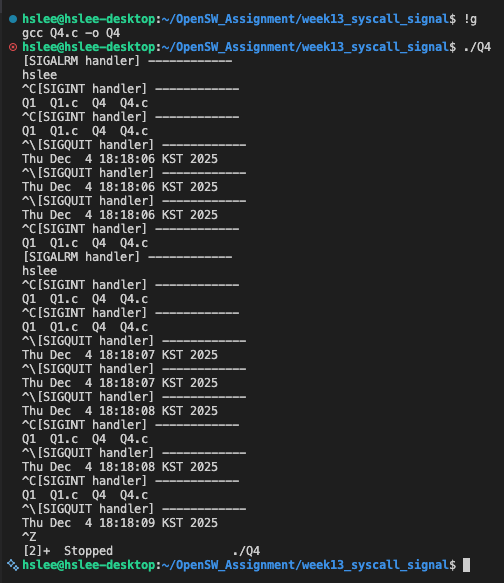 hslee@hslee-desktop:~/OpenSW_Assignment/week13_syscall_signal$ !g
gcc Q4.c -o Q4
hslee@hslee-desktop:~/OpenSW_Assignment/week13_syscall_signal$ ./Q4
[SIGALRM handler] ------------
hslee
^C[SIGINT handler] ------------
Q1  Q1.c  Q4  Q4.c
^C[SIGINT handler] ------------
Q1  Q1.c  Q4  Q4.c
^\[SIGQUIT handler] ------------
Thu Dec  4 18:18:06 KST 2025
^\[SIGQUIT handler] ------------
Thu Dec  4 18:18:06 KST 2025
^\[SIGQUIT handler] ------------
Thu Dec  4 18:18:06 KST 2025
^C[SIGINT handler] ------------
Q1  Q1.c  Q4  Q4.c
[SIGALRM handler] ------------
hslee
^C[SIGINT handler] ------------
Q1  Q1.c  Q4  Q4.c
^C[SIGINT handler] ------------
Q1  Q1.c  Q4  Q4.c
^\[SIGQUIT handler] ------------
Thu Dec  4 18:18:07 KST 2025
^\[SIGQUIT handler] ------------
Thu Dec  4 18:18:07 KST 2025
^\[SIGQUIT handler] ------------
Thu Dec  4 18:18:08 KST 2025
^C[SIGINT handler] ------------
Q1  Q1.c  Q4  Q4.c
^\[SIGQUIT handler] ------------
Thu Dec  4 18:18:08 KST 2025
^C[SIGINT handler] ------------
Q1  Q1.c  Q4  Q4.c
^\[SIGQUIT handler] ------------
Thu Dec  4 18:18:09 KST 2025
^Z
[2]+  Stopped                 ./Q4
hslee@hslee-desktop:~/OpenSW_Assignment/week13_syscall_signal$